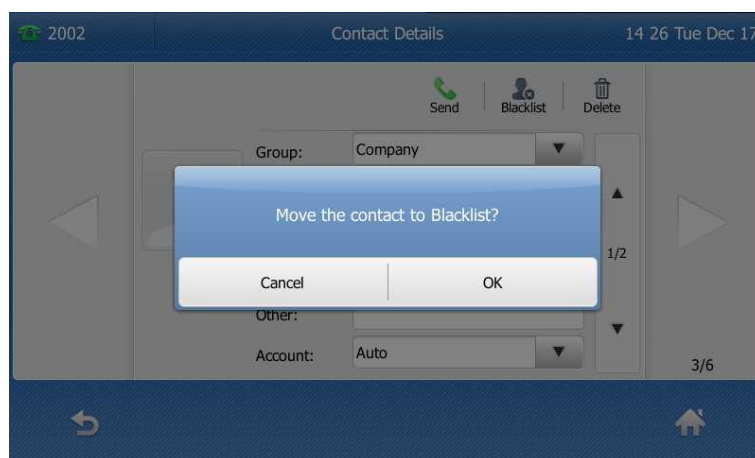 2002
Contact Details
14 26 Tue Dec 17
Send
Blacklist
Delete
Group:
Company
Move the contact to Blacklist?
1/2
Cancel
OK
Other:
Account:
Auto
3/6